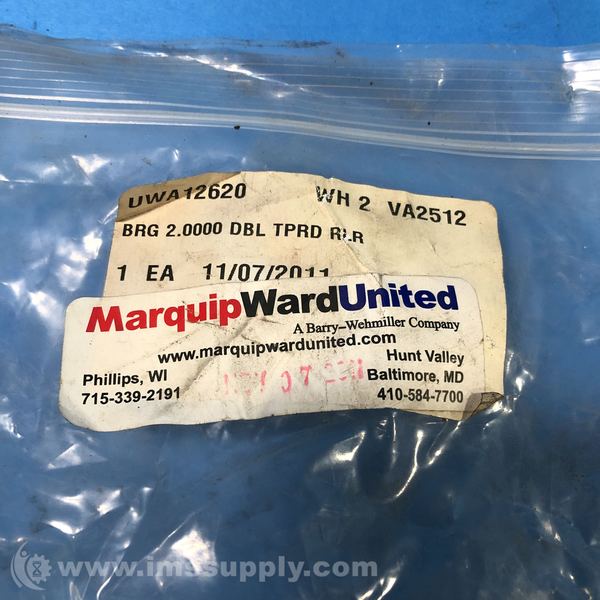 UWA12620 WH 2 VA2512
BRG 2.0000 DBL TPRD RLR
1 EA 11/07/2011
MarquipWardUnited
A Barry-Wehmiller Company
www.marquipwardunited.com
Phillips, WI Hunt Valley
715-339-2191 Baltimore, MD
410-584-7700
07
www.imssupply.com